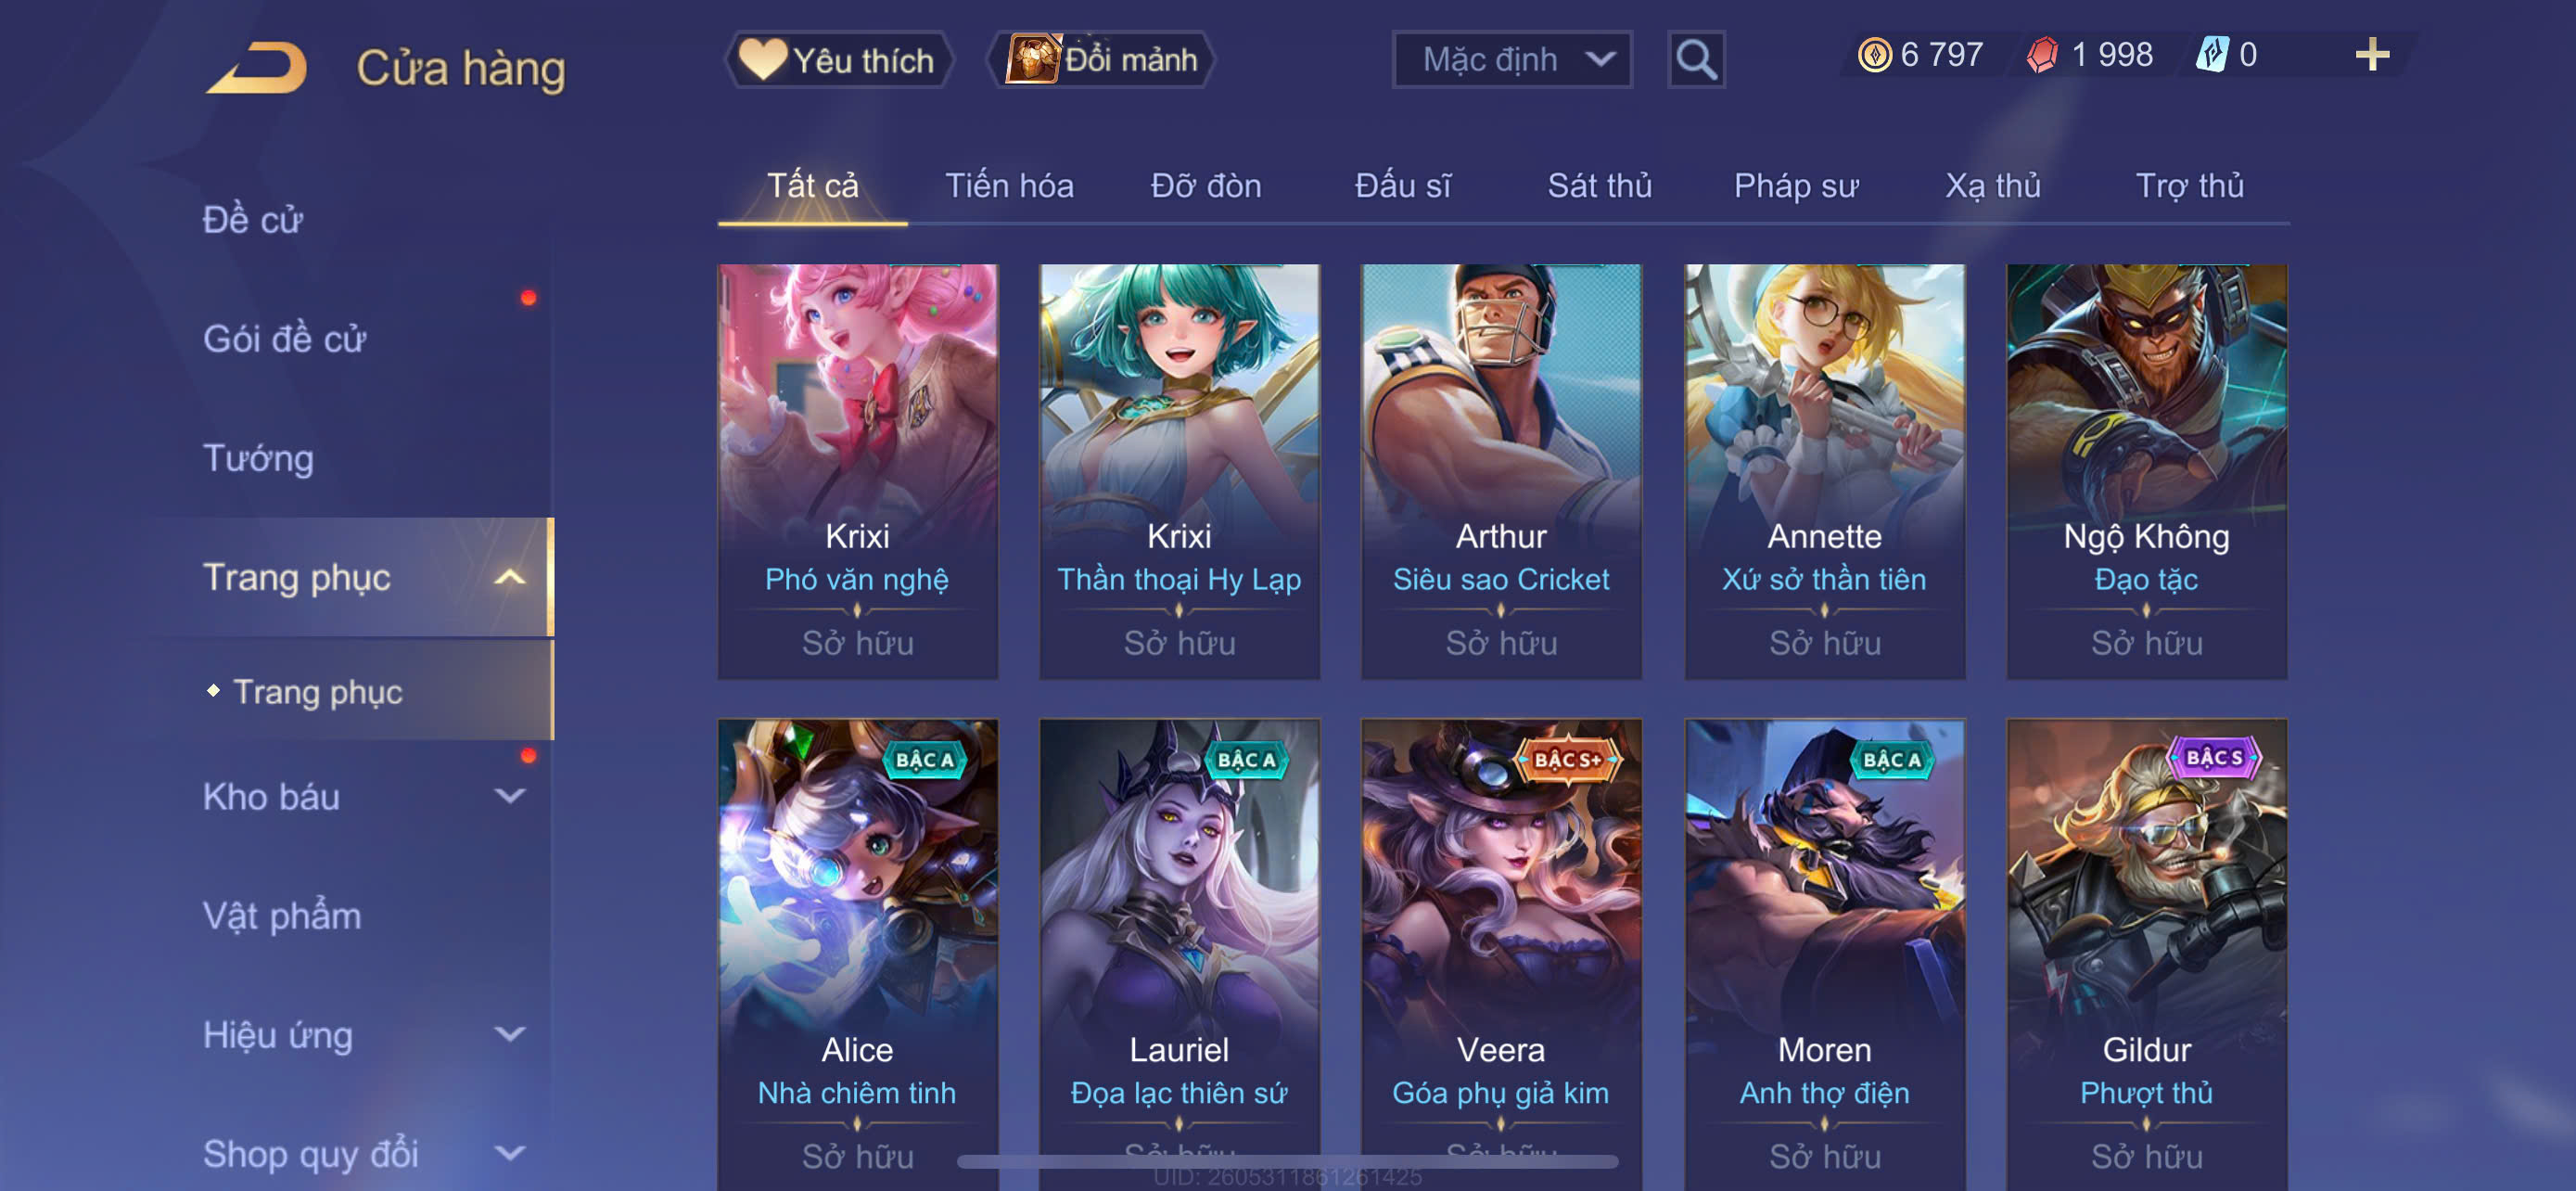 Cửa hàng
Yêu thích
Đổi mảnh
Mặc định
6 797
1 998
0
Tất cả
Tiến hóa
Đỡ đòn
Đấu sĩ
Sát thủ
Pháp sư
Xạ thủ
Trợ thủ
Đề cử
Gói đề cử
Tướng
Trang phục
Trang phục
Kho báu
Vật phẩm
Hiệu ứng
Shop quy đổi
Krixi
Phó văn nghệ
Sở hữu
Krixi
Thần thoại Hy Lạp
Sở hữu
Arthur
Siêu sao Cricket
Sở hữu
Annette
Xứ sở thần tiên
Sở hữu
Ngộ Không
Đạo tặc
Sở hữu
BẬC A
Alice
Nhà chiêm tinh
Sở hữu
BẬC A
Lauriel
Đọa lạc thiên sứ
Sở hữu
BẬC S+
Veera
Góa phụ giả kim
Sở hữu
BẬC A
Moren
Anh thợ điện
Sở hữu
BẬC S
Gildur
Phượt thủ
Sở hữu
UID: 2605311861261425